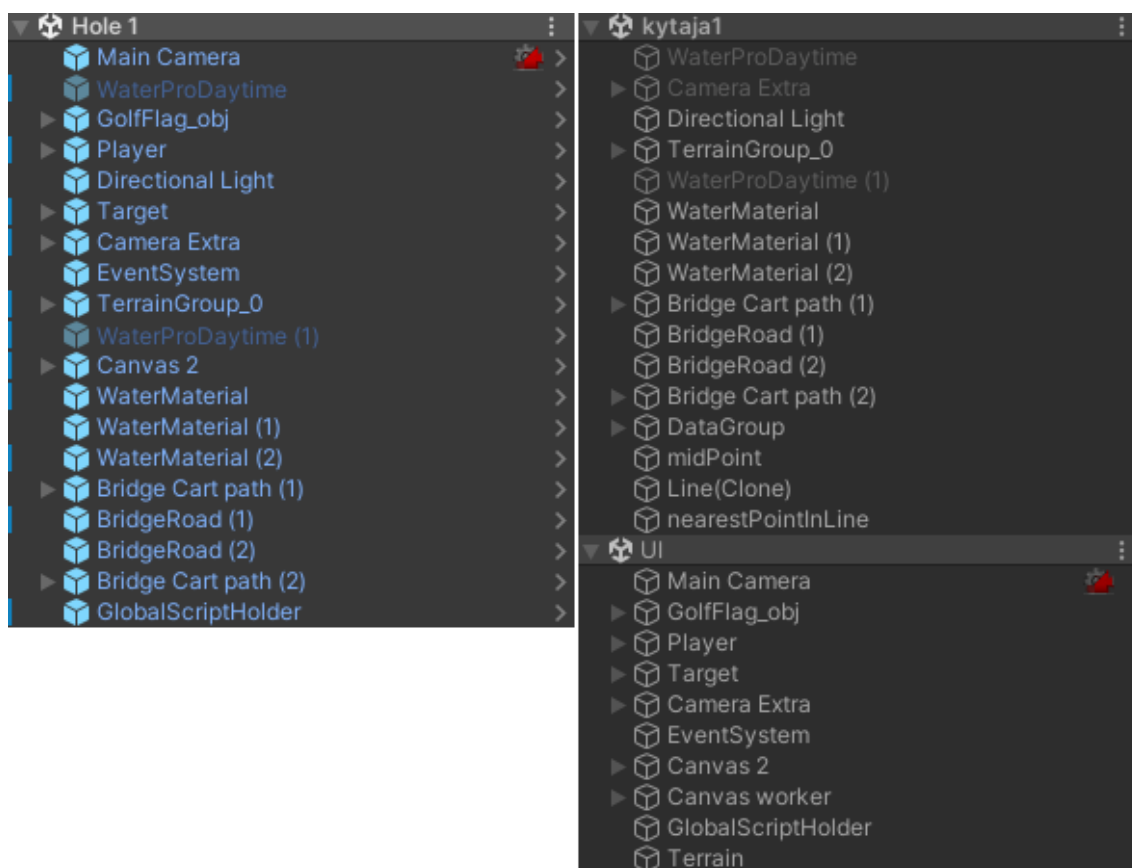 Hole 1
Main Camera
WaterProDaytime
GolfFlag_obj
Player
Directional Light
Target
Camera Extra
EventSystem
TerrainGroup_0
WaterProDaytime (1)
Canvas 2
WaterMaterial
WaterMaterial (1)
WaterMaterial (2)
Bridge Cart path (1)
BridgeRoad (1)
BridgeRoad (2)
Bridge Cart path (2)
GlobalScriptHolder
kytaja1
WaterProDaytime
Camera Extra
Directional Light
TerrainGroup_0
WaterProDaytime (1)
WaterMaterial
WaterMaterial (1)
WaterMaterial (2)
Bridge Cart path (1)
BridgeRoad (1)
BridgeRoad (2)
Bridge Cart path (2)
DataGroup
midPoint
Line(Clone)
nearestPointInLine
UI
Main Camera
GolfFlag_obj
Player
Target
Camera Extra
EventSystem
Canvas 2
Canvas worker
GlobalScriptHolder
Terrain